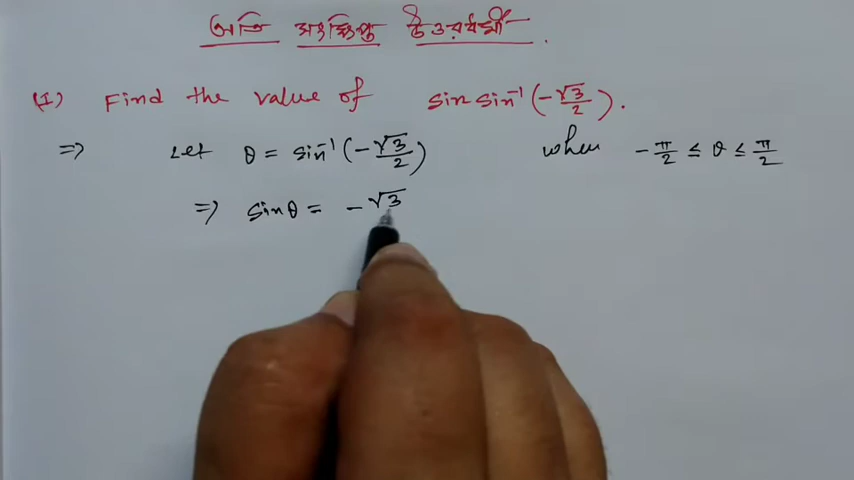 অতি সংক্ষিপ্ত উত্তরধর্মী
(I) Find the value of sin sin⁻¹ (-√3/2).
⇒ Let θ = sin⁻¹ (-√3/2) when -π/2 ≤ θ ≤ π/2
⇒ sin θ = - √3